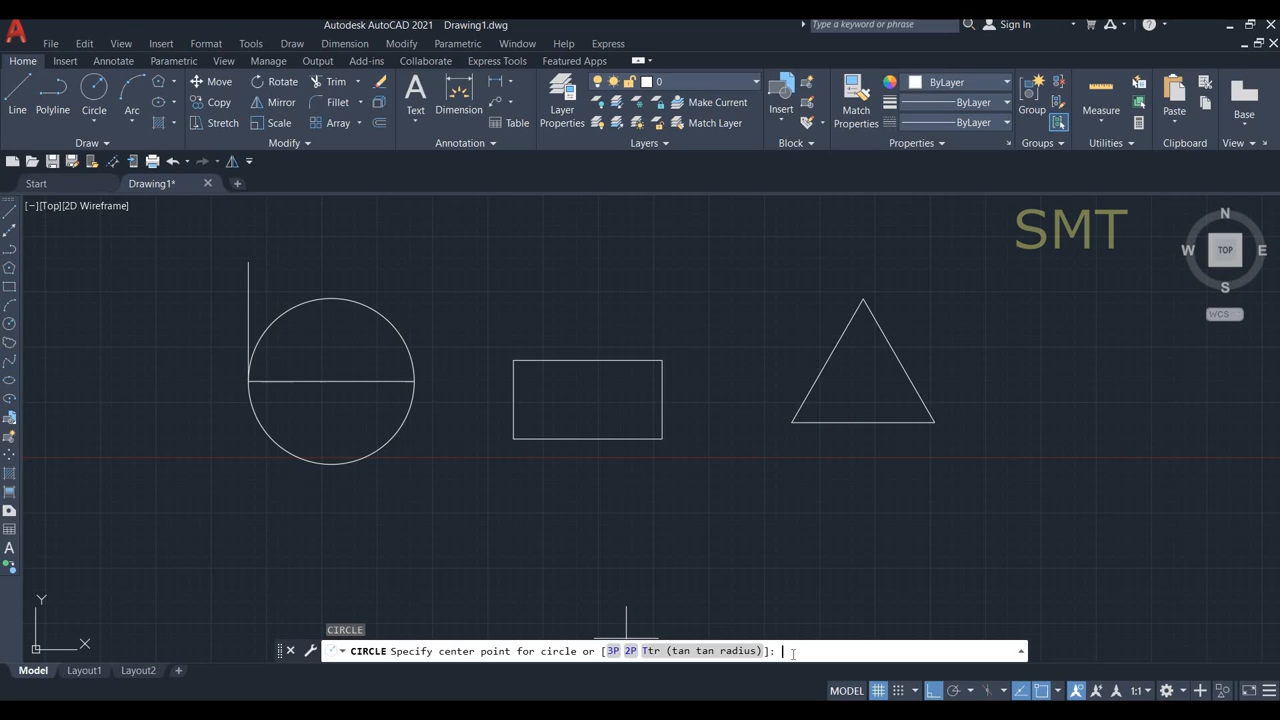 Autodesk AutoCAD 2021 Drawing1.dwg
Type a keyword or phrase
Sign In
File Edit View Insert Format Tools Draw Dimension Modify Parametric Window Help Express
Home Insert Annotate Parametric View Manage Output Add-ins Collaborate Express Tools Featured Apps
Move Rotate Trim
0
ByLayer
Copy Mirror Fillet
Make Current
ByLayer
Line Polyline Circle Arc
Text Dimension
Layer
Properties
Insert
Match
Properties
Group
Measure
Paste
Base
Stretch Scale Array
Table
Match Layer
ByLayer
Draw Modify Annotation Layers Block Properties Groups Utilities Clipboard View
Start Drawing1*
[−][Top][2D Wireframe]
SMT
N
W TOP E
S
WCS
Y
X
CIRCLE
CIRCLE Specify center point for circle or [3P 2P Ttr (tan tan radius)]:
Model Layout1 Layout2
MODEL
1:1